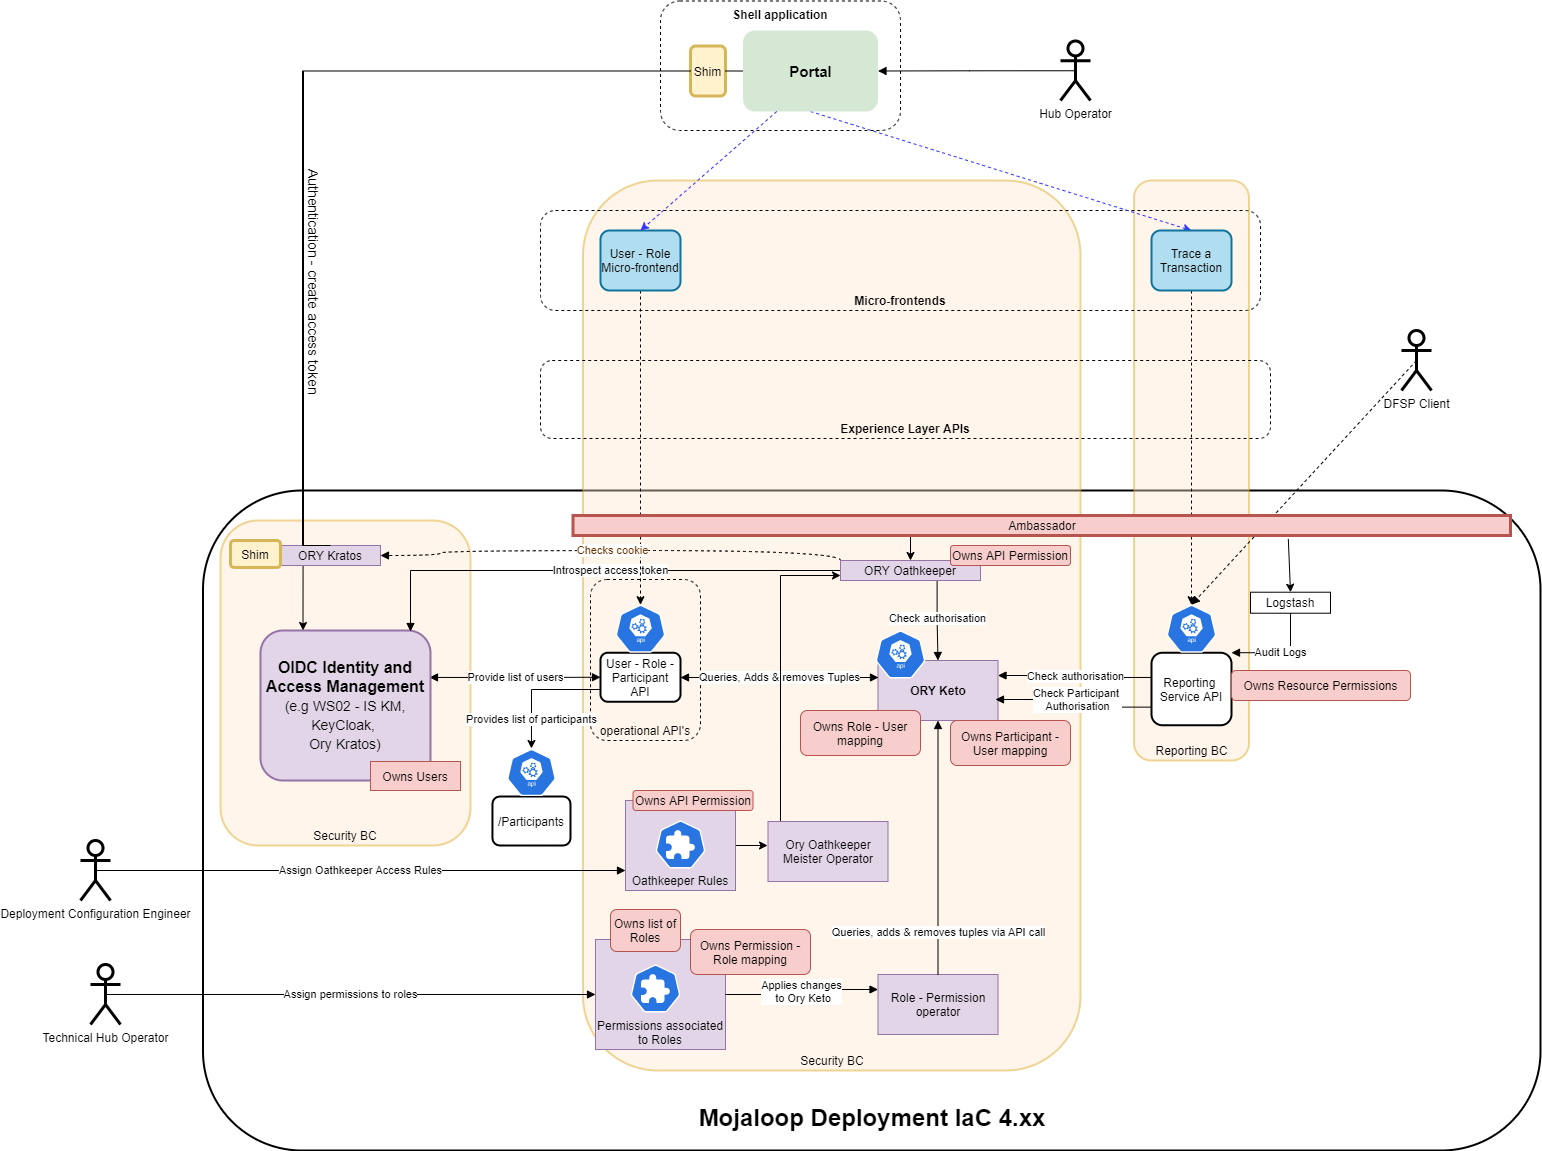 Shell application
Shim
Portal
Hub Operator
Authentication - create access token
User - Role
Micro-frontend
Trace a
Transaction
Micro-frontends
DFSP Client
Experience Layer APIs
Ambassador
Shim
ORY Kratos
Checks cookie
Owns API Permission
Introspect access token
ORY Oathkeeper
Logstash
Check authorisation
api
api
api
Audit Logs
OIDC Identity and
Access Management
(e.g WS02 - IS KM,
KeyCloak,
Ory Kratos)
Provide list of users
User - Role -
Participant
API
Queries, Adds & removes Tuples
ORY Keto
Check authorisation
Check Participant
Authorisation
Reporting
Service API
Owns Resource Permissions
Provides list of participants
operational API's
Owns Role - User
mapping
Owns Participant -
User mapping
Reporting BC
Owns Users
api
/Participants
Security BC
Owns API Permission
Oathkeeper Rules
Ory Oathkeeper
Meister Operator
Assign Oathkeeper Access Rules
Deployment Configuration Engineer
Owns list of
Roles
Owns Permission -
Role mapping
Queries, adds & removes tuples via API call
Assign permissions to roles
Applies changes
to Ory Keto
Role - Permission
operator
Permissions associated
to Roles
Technical Hub Operator
Security BC
Mojaloop Deployment IaC 4.xx